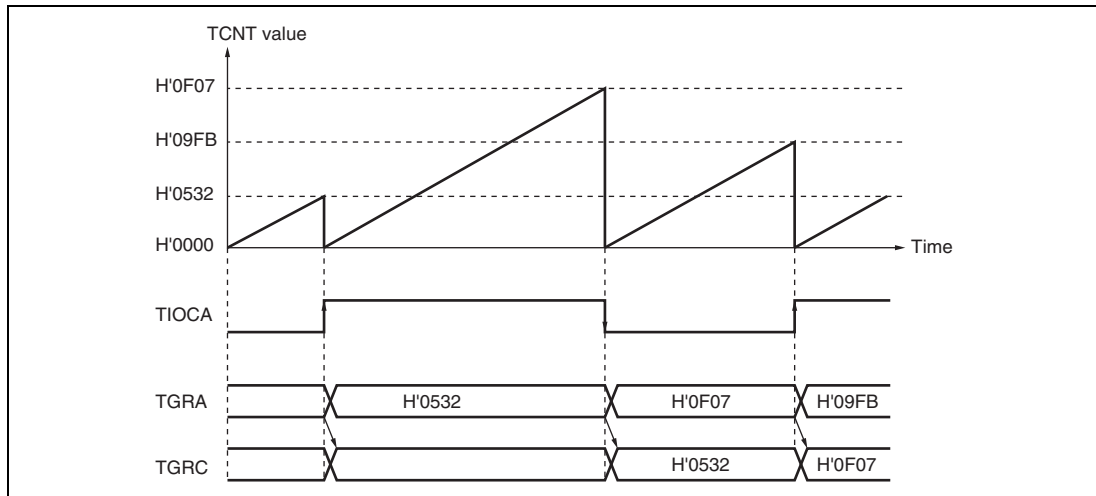 TCNT value
H'0F07
H'09FB
H'0532
H'0000
Time
TIOCA
TGRA H'0532 H'0F07 H'09FB
TGRC H'0532 H'0F07